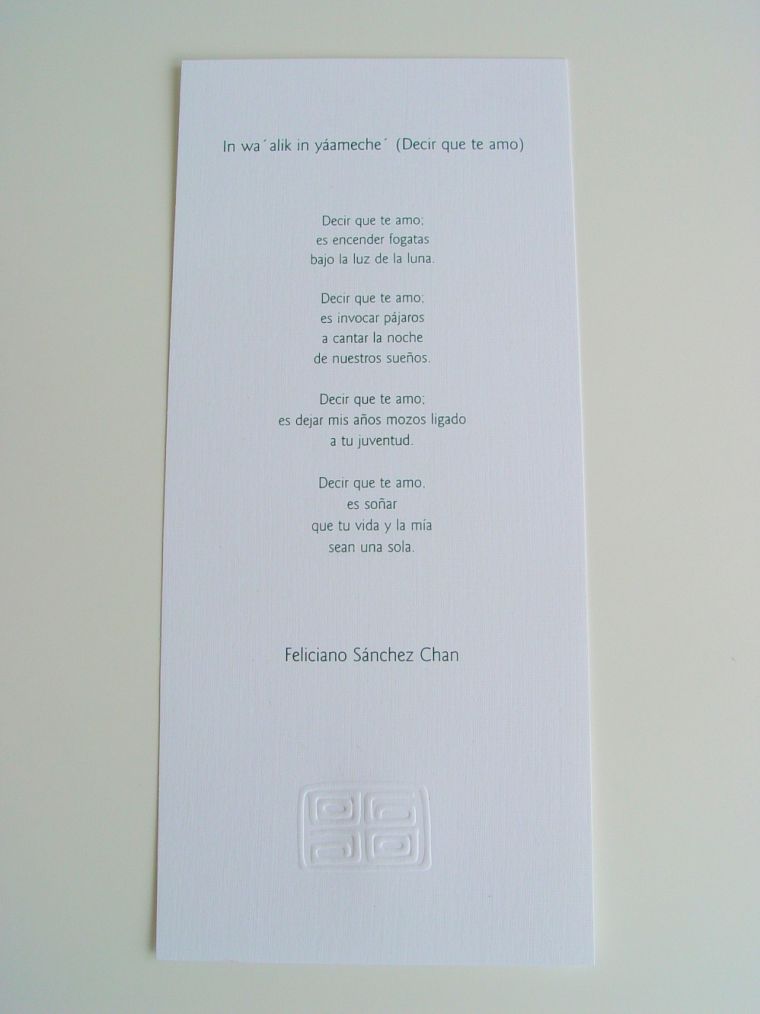 In wa´alik in yáameche´ (Decir que te amo)
Decir que te amo;
es encender fogatas
bajo la luz de la luna.
Decir que te amo;
es invocar pájaros
a cantar la noche
de nuestros sueños.
Decir que te amo;
es dejar mis años mozos ligado
a tu juventud.
Decir que te amo,
es soñar
que tu vida y la mía
sean una sola.
Feliciano Sánchez Chan